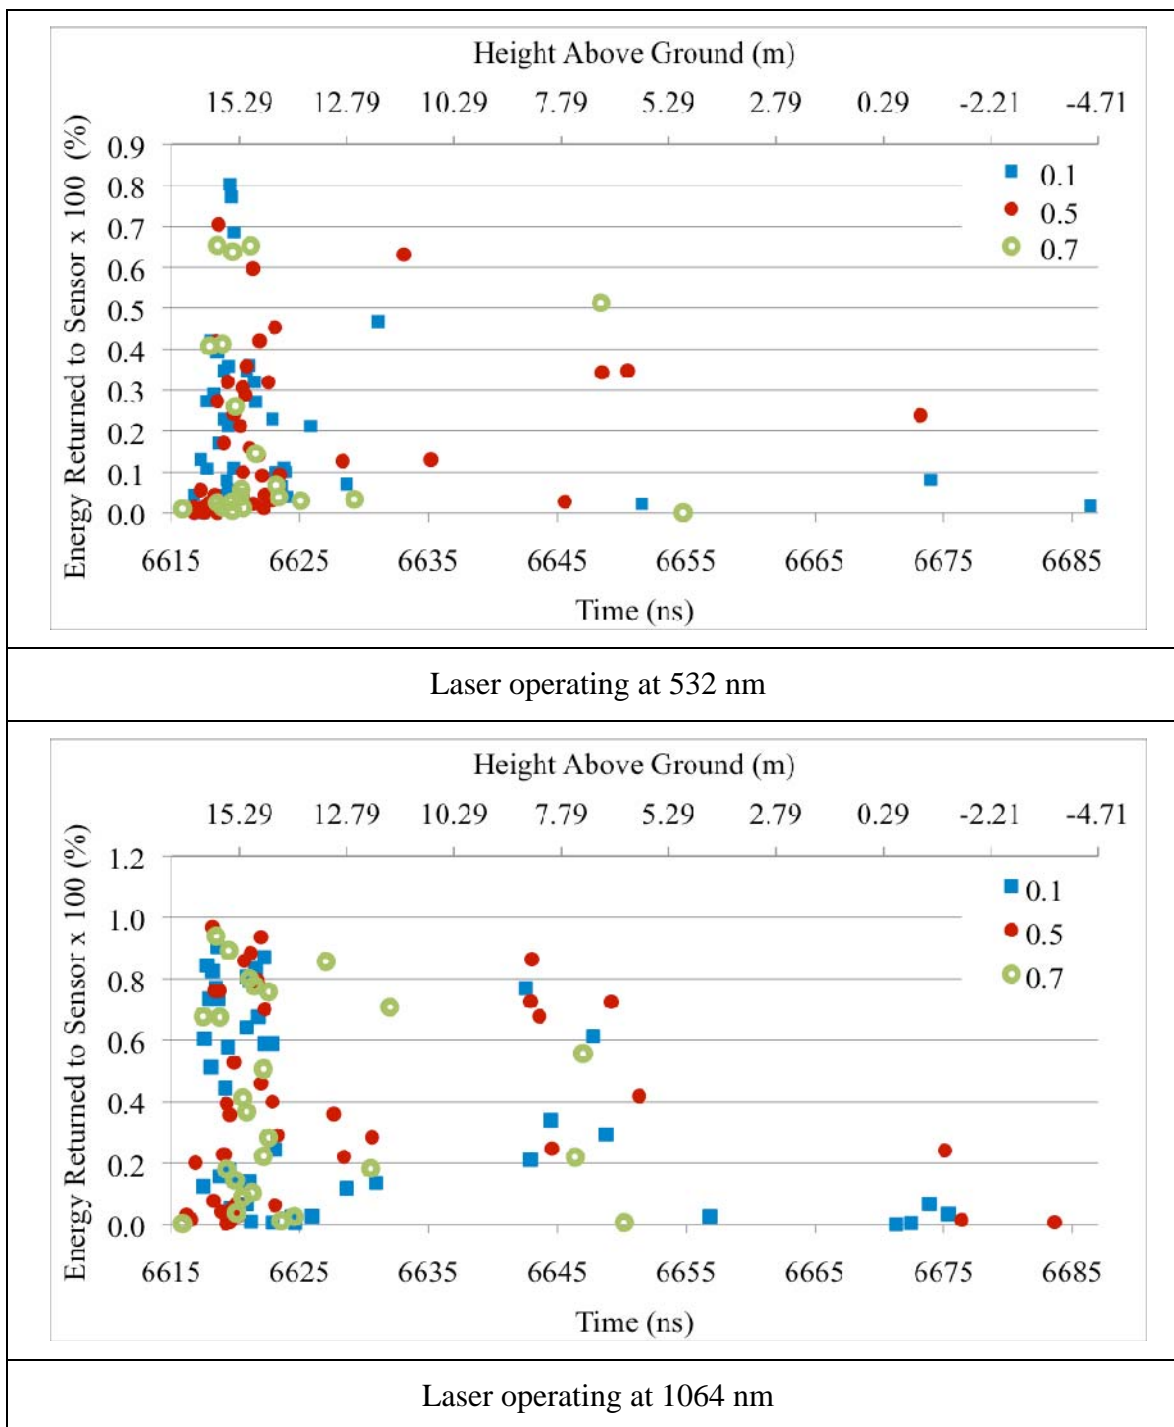 Height Above Ground (m)
15.29 12.79 10.29 7.79 5.29 2.79 0.29 -2.21 -4.71
Energy Returned to Sensor x 100 (%)
0.9
0.8
0.7
0.6
0.5
0.4
0.3
0.2
0.1
0.0
0.1
0.5
0.7
6615 6625 6635 6645 6655 6665 6675 6685
Time (ns)
Laser operating at 532 nm
Height Above Ground (m)
15.29 12.79 10.29 7.79 5.29 2.79 0.29 -2.21 -4.71
Energy Returned to Sensor x 100 (%)
1.2
1.0
0.8
0.6
0.4
0.2
0.0
0.1
0.5
0.7
6615 6625 6635 6645 6655 6665 6675 6685
Time (ns)
Laser operating at 1064 nm